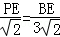 PE/√2 = BE/3√2